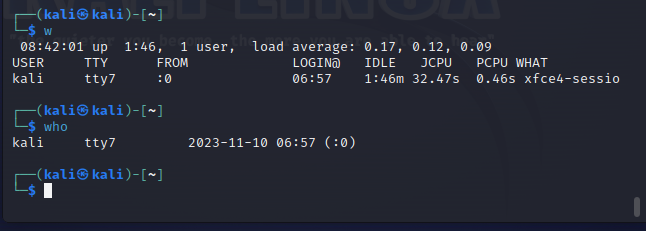 ┌──(kali㉿kali)-[~]
└─$ w
 08:42:01 up  1:46,  1 user,  load average: 0.17, 0.12, 0.09
USER     TTY      FROM             LOGIN@   IDLE   JCPU   PCPU WHAT
kali     tty7     :0               06:57    1:46m 32.47s  0.46s xfce4-sessio
┌──(kali㉿kali)-[~]
└─$ who
kali     tty7         2023-11-10 06:57 (:0)
┌──(kali㉿kali)-[~]
└─$